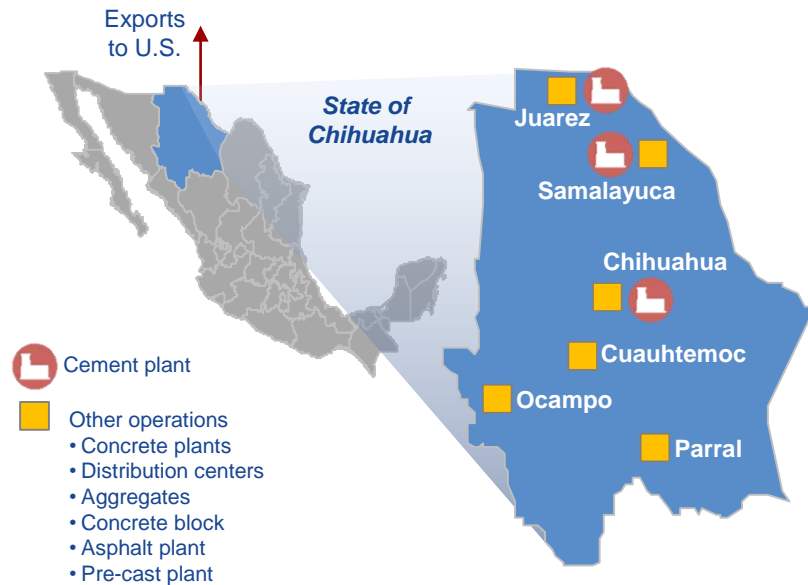 Exports
to U.S.
State of
Chihuahua
Juarez
Samalayuca
Chihuahua
Cuauhtemoc
Ocampo
Parral
Cement plant
Other operations
• Concrete plants
• Distribution centers
• Aggregates
• Concrete block
• Asphalt plant
• Pre-cast plant